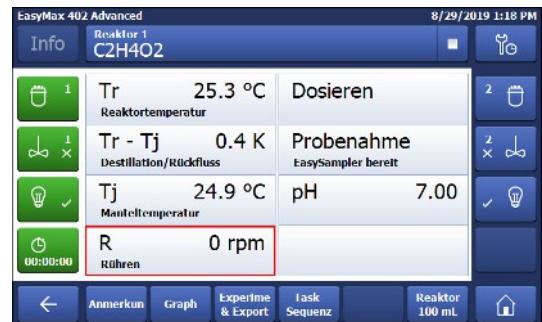 EasyMax 402 Advanced 8/29/2019 1:18 PM
Info
Reaktor 1
C2H4O2
1
Tr 25.3 °C
Reaktortemperatur
Dosieren
2
1
Tr - Tj 0.4 K
Destillation/Rückfluss
Probenahme
EasySampler bereit
2
Tj 24.9 °C
Manteltemperatur
pH 7.00
00:00:00
R 0 rpm
Rühren
Anmerkun
Graph
Experime
& Export
Task
Sequenz
Reaktor
100 mL